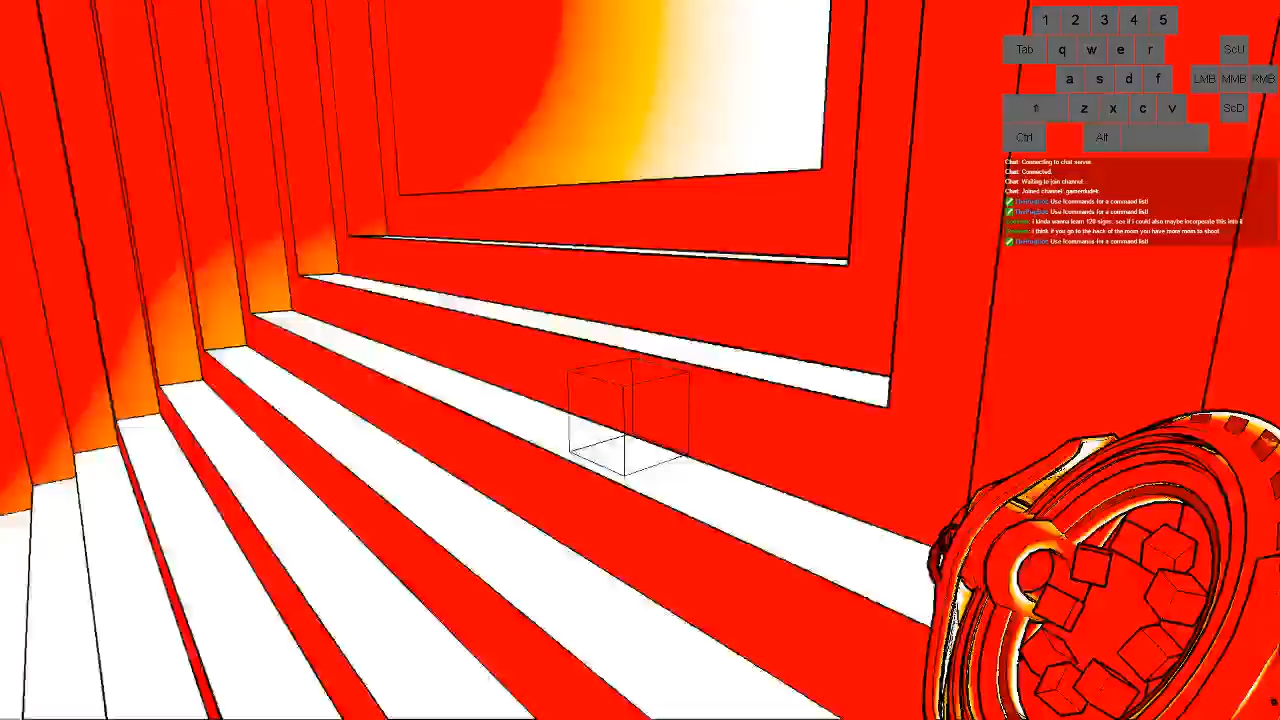 1 2 3 4 5
Tab q w e r ScU
a s d f LMB MMB RMB
⇧ z x c v ScD
Ctrl Alt
Chat: Connecting to chat server.
Chat: Connected.
Chat: Waiting to join channel...
Chat: Joined channel
Use !commands for a command list!
Use !commands for a command list!
I kinda wanna learn 120 signs, see if I could also maybe incorporate this into it
I think if you go to the back of the room you have more room to shoot
Use !commands for a command list!